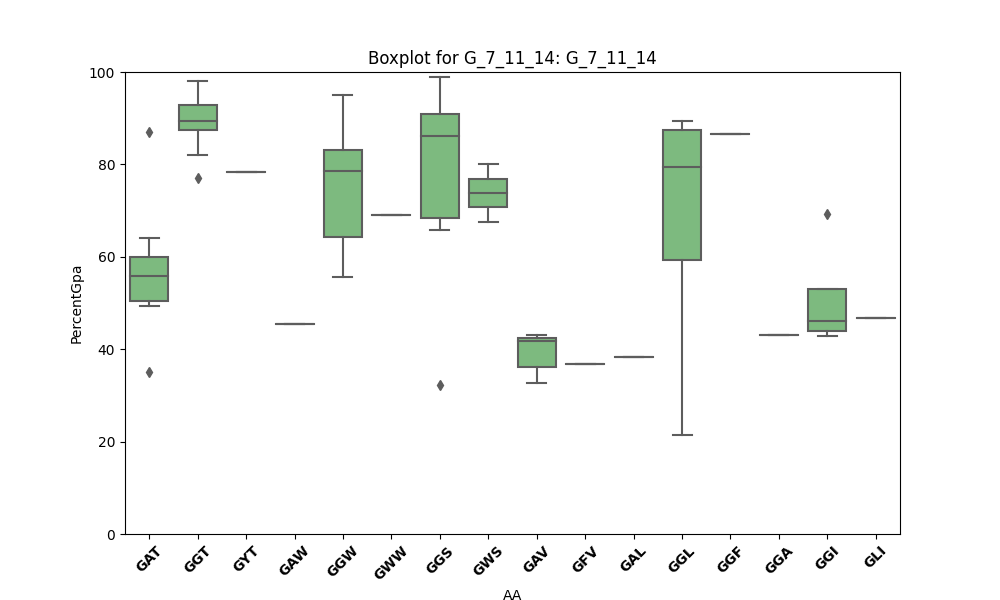 Boxplot for G_7_11_14: G_7_11_14
100
80
60
40
20
0
PercentGpa
GAT GGT GYT GAW GGW GWW GGS GWS GAV GFV GAL GGL GGF GGA GGI GLI
AA